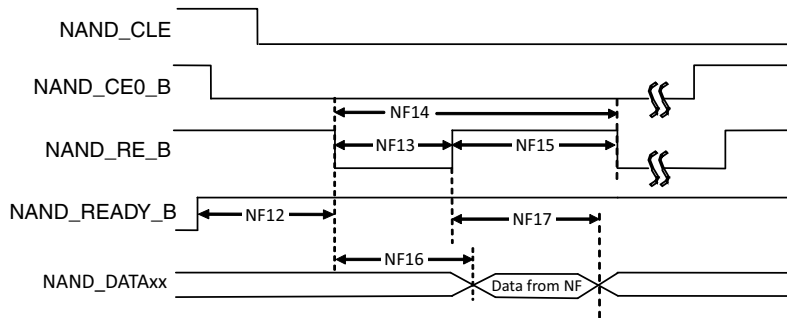 NAND_CLE
NAND_CE0_B
NF14
NAND_RE_B
NF13
NF15
NAND_READY_B
NF12
NF17
NF16
NAND_DATAxx
Data from NF